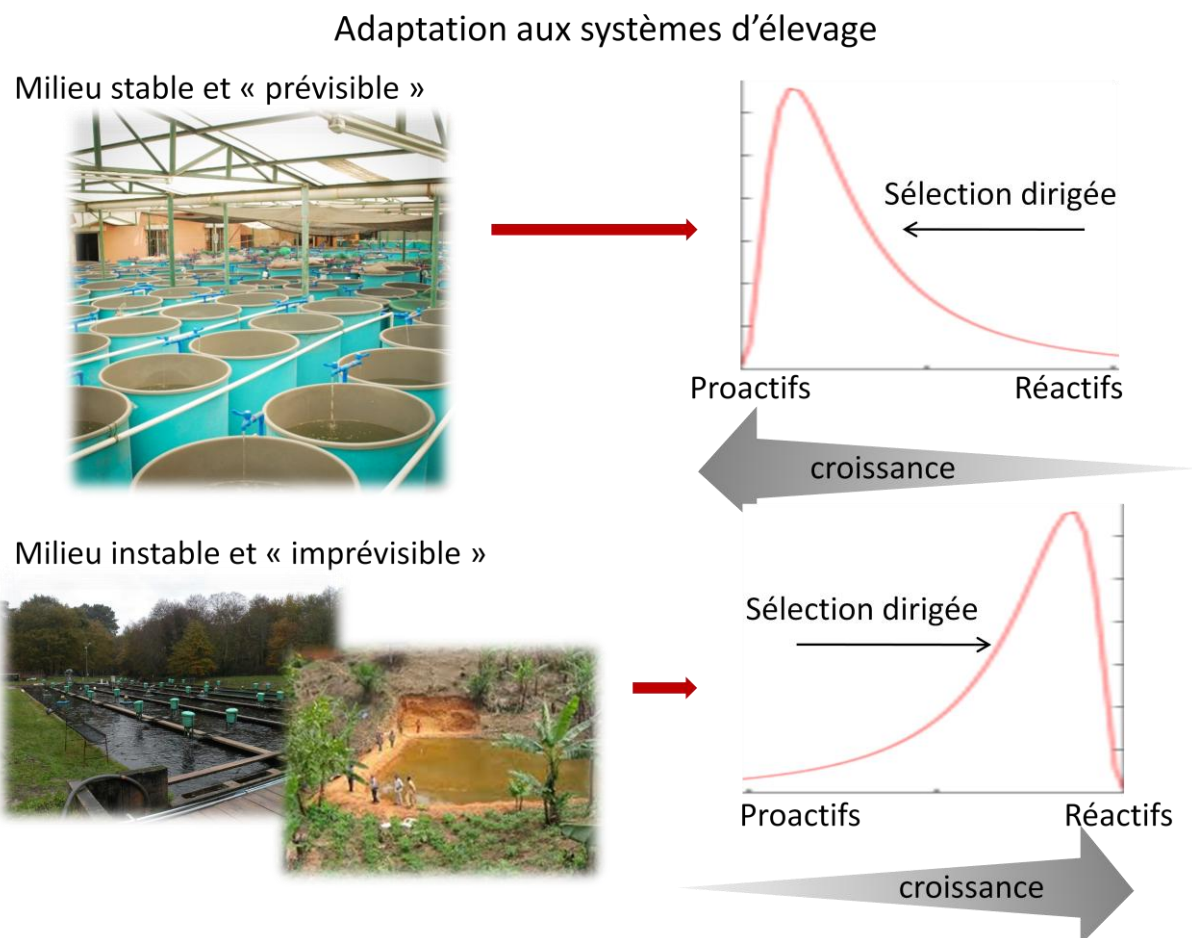 Adaptation aux systèmes d'élevage
Milieu stable et « prévisible »
Sélection dirigée
Proactifs
Réactifs
croissance
Milieu instable et « imprévisible »
Sélection dirigée
Proactifs
Réactifs
croissance